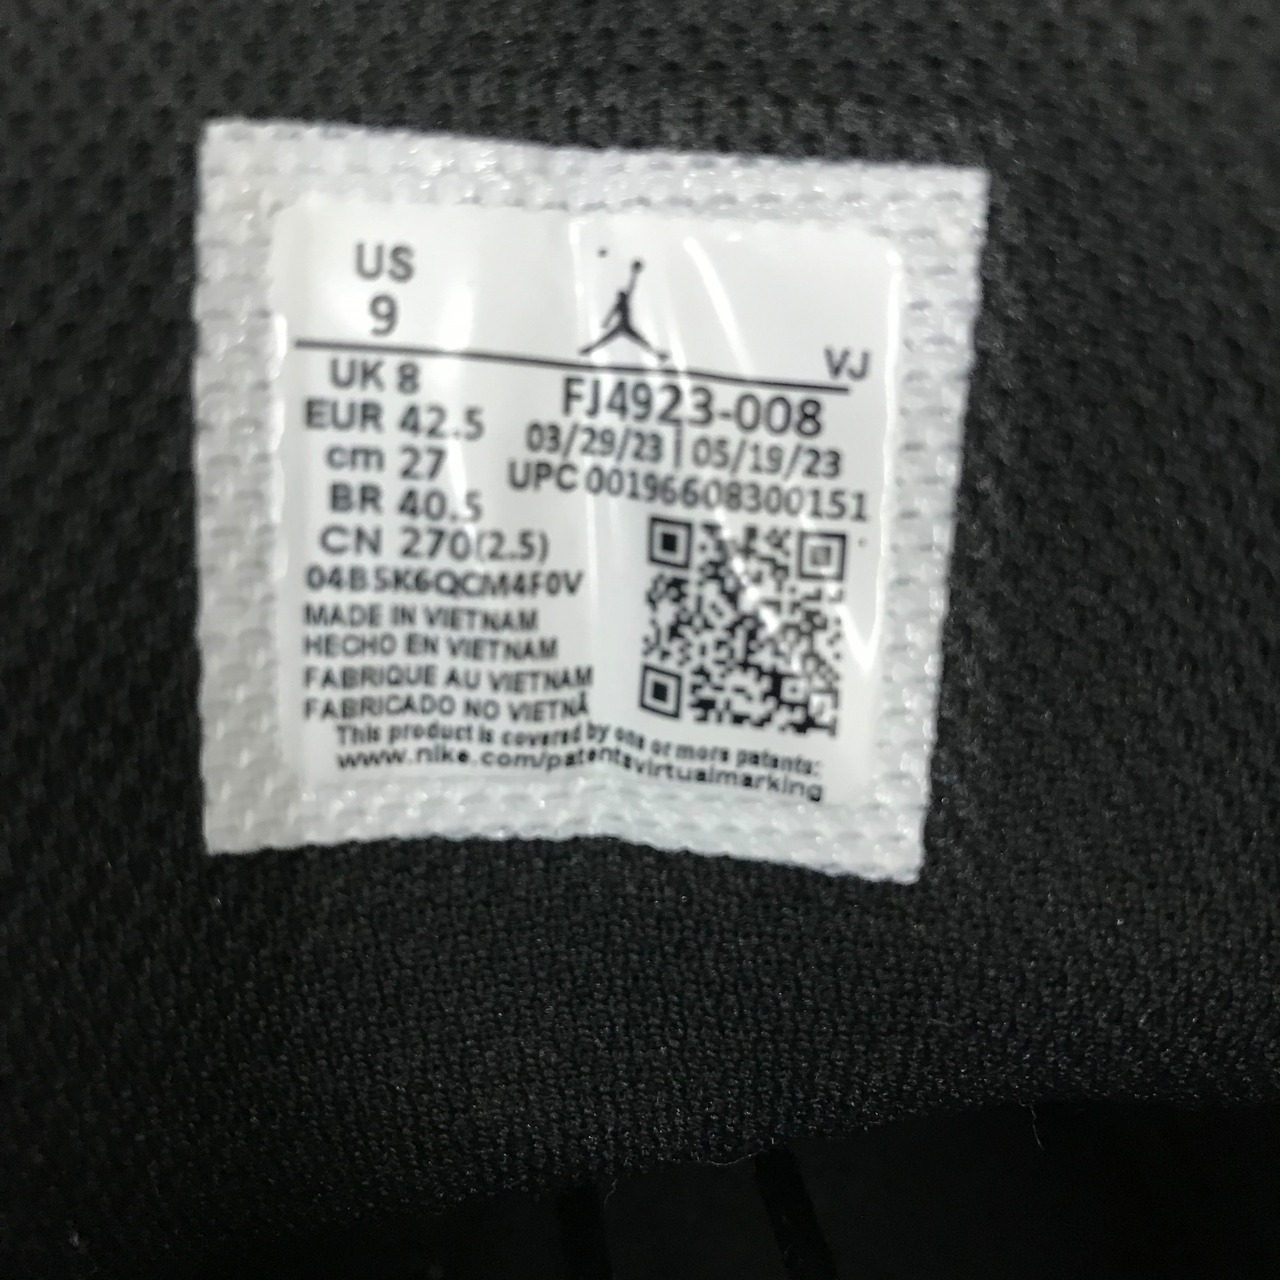 US
9
VJ
UK 8
EUR 42.5
cm 27
BR 40.5
CN 270(2.5)
FJ4923-008
03/29/23 | 05/19/23
UPC 00196608300151
04B5K6QCM4F0V
MADE IN VIETNAM
HECHO EN VIETNAM
FABRIQUE AU VIETNAM
FABRICADO NO VIETNÃ
This product is covered by one or more patents:
www.nike.com/patentsvirtualmarking